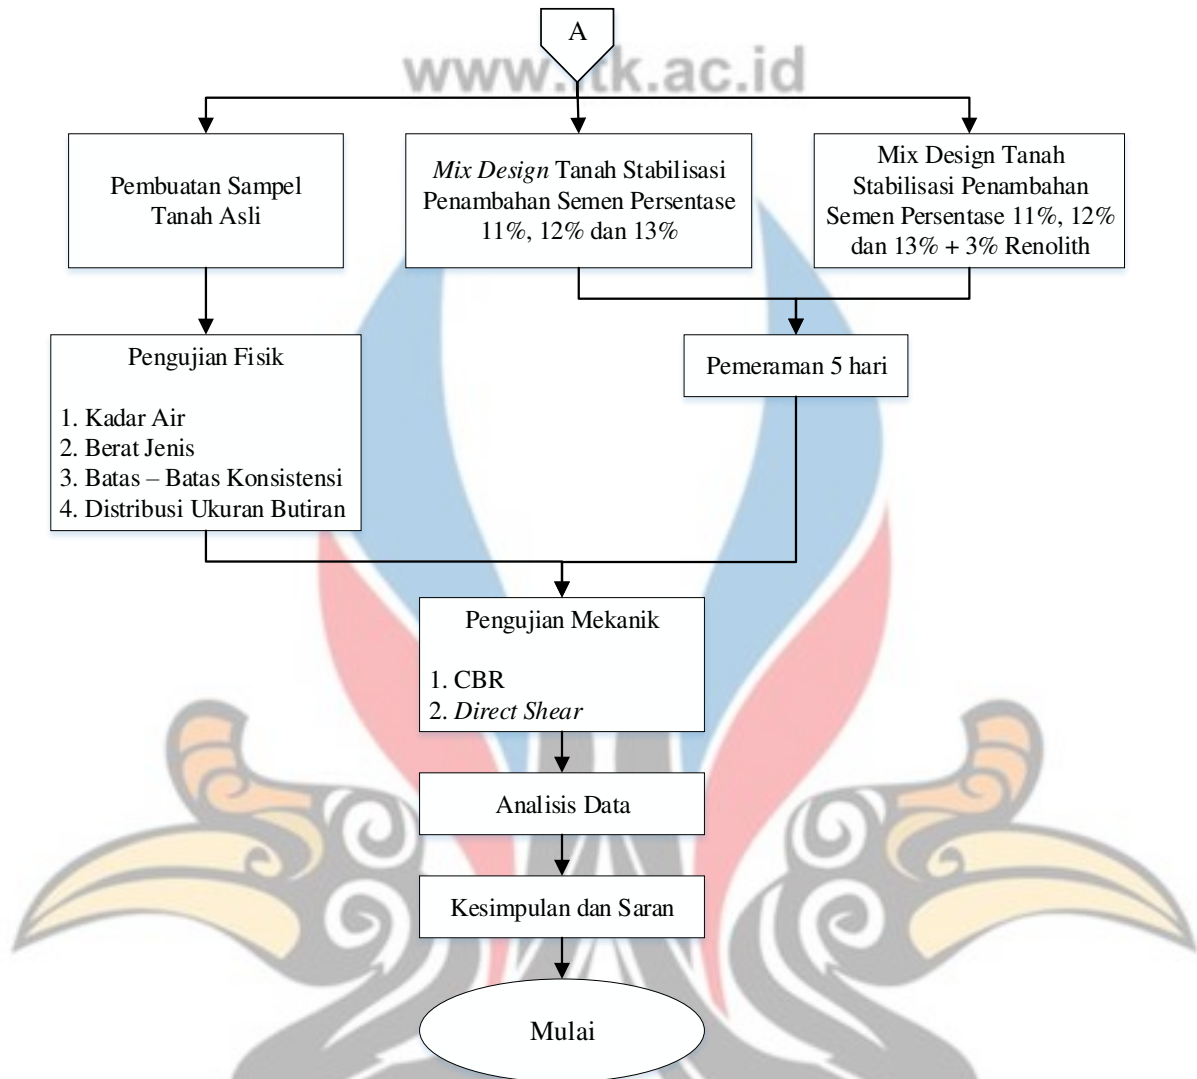 A
www.itk.ac.id
Pembuatan Sampel
Tanah Asli
Mix Design Tanah Stabilisasi
Penambahan Semen Persentase
11%, 12% dan 13%
Mix Design Tanah
Stabilisasi Penambahan
Semen Persentase 11%, 12%
dan 13% + 3% Renolith
Pengujian Fisik
1. Kadar Air
2. Berat Jenis
3. Batas – Batas Konsistensi
4. Distribusi Ukuran Butiran
Pemeraman 5 hari
Pengujian Mekanik
1. CBR
2. Direct Shear
Analisis Data
Kesimpulan dan Saran
Mulai